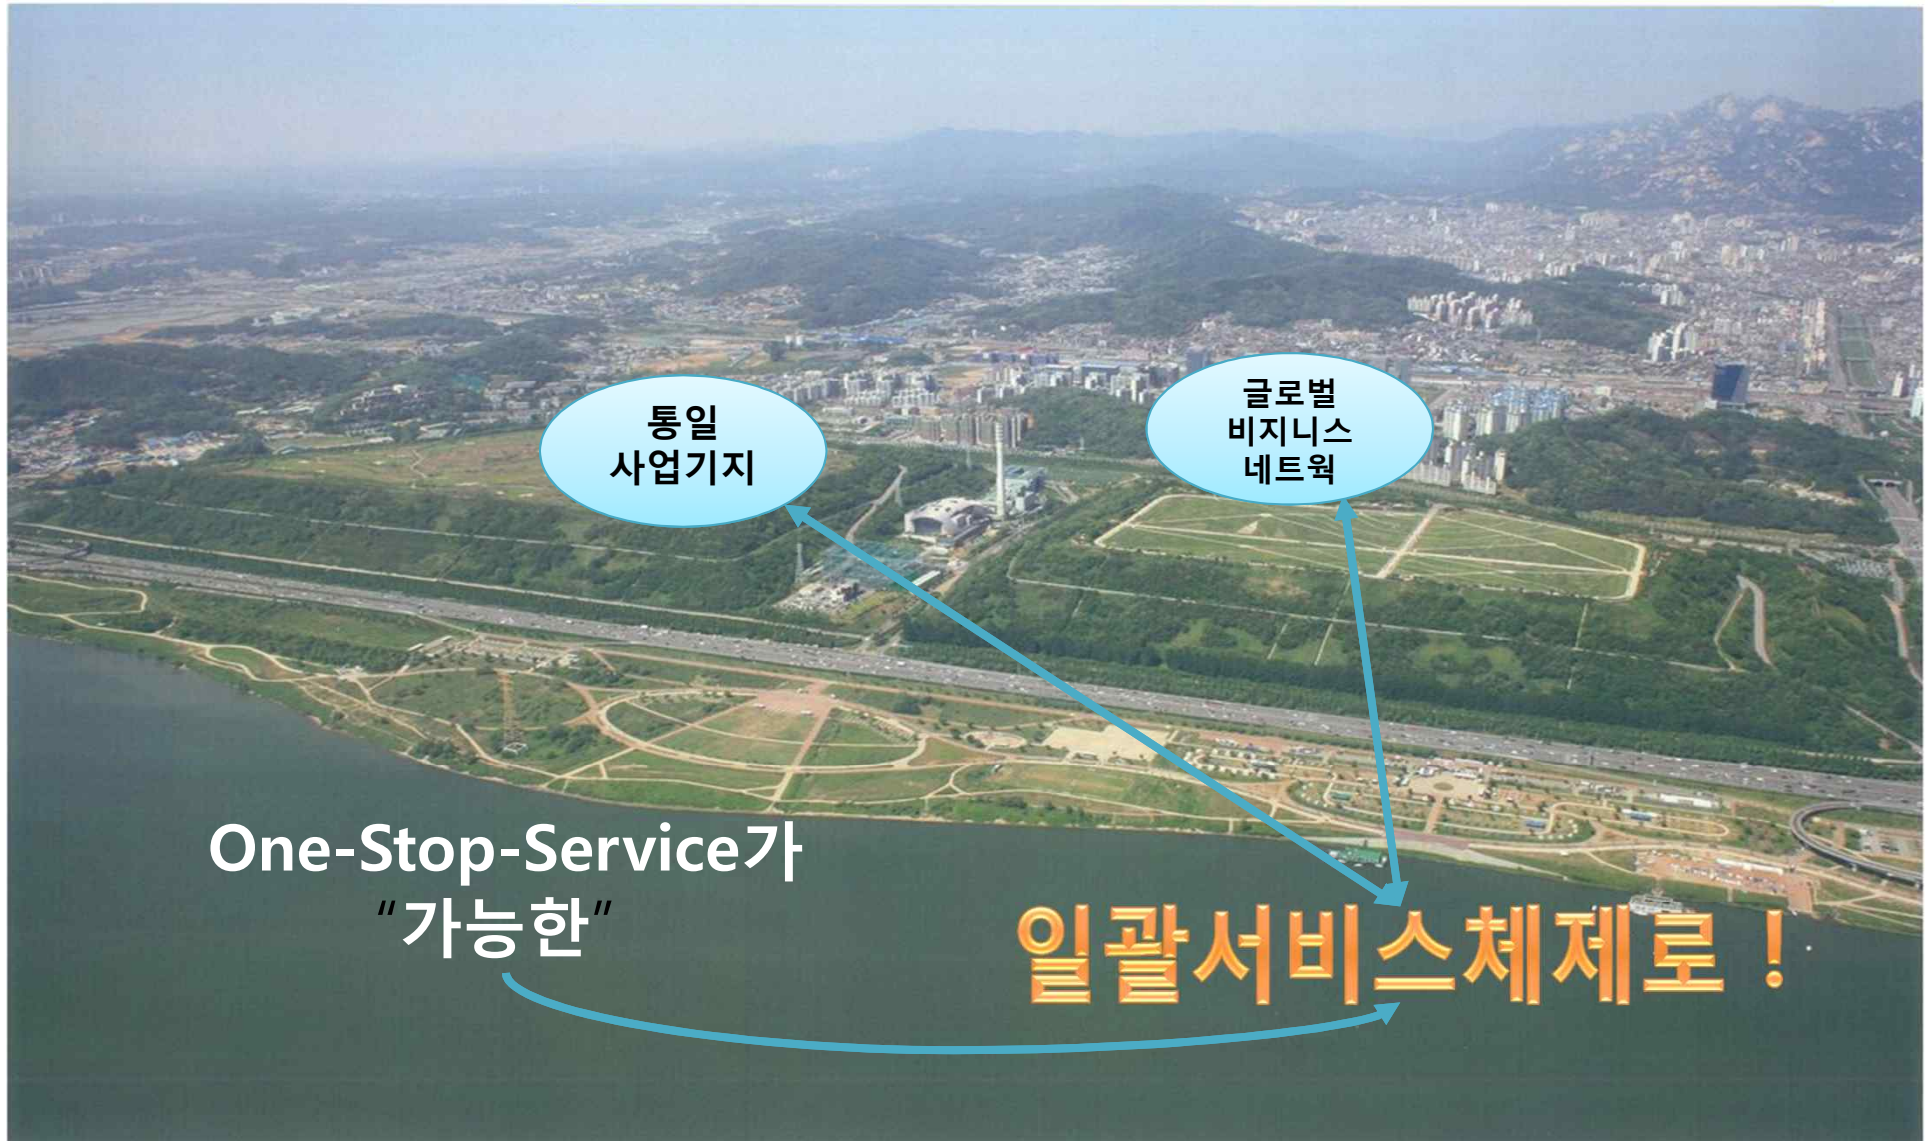 통일
사업기지
글로벌
비지니스
네트웍
One-Stop-Service가
“가능한”
일괄서비스체제로 !